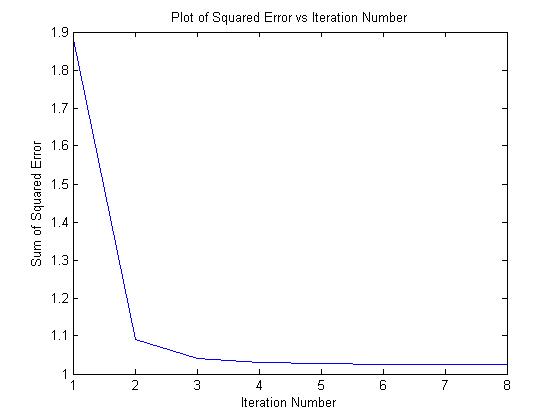 Plot of Squared Error vs Iteration Number
1.9
1.8
1.7
1.6
1.5
1.4
1.3
1.2
1.1
1
Sum of Squared Error
1 2 3 4 5 6 7 8
Iteration Number